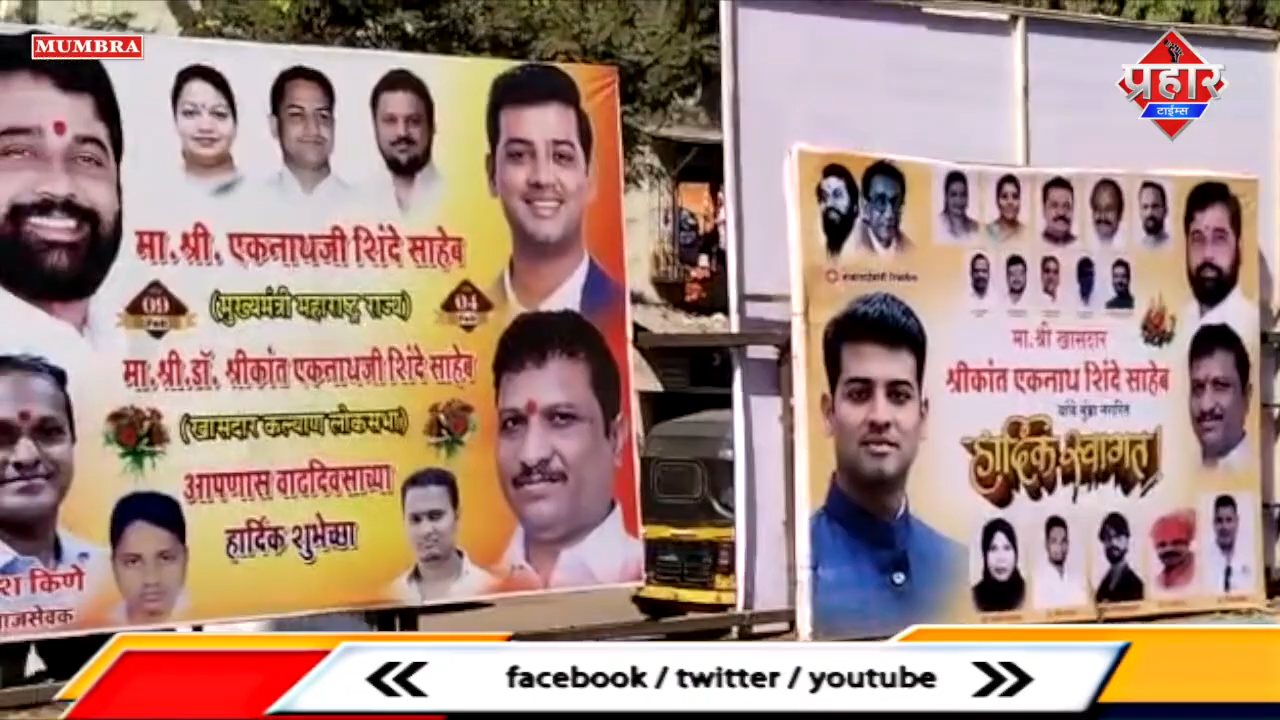 MUMBRA
प्रहार
टाईम्स
मा.श्री. एकनाथजी शिंदे साहेब
09
Feb
(मुख्यमंत्री महाराष्ट्र राज्य)
04
Feb
मा.श्री.डॉ. श्रीकांत एकनाथजी शिंदे साहेब
(खासदार कल्याण लोकसभा)
आपणास वाढदिवसाच्या
हार्दिक शुभेच्छा
श किणे
माजसेवक
मा.श्री खासदार
श्रीकांत एकनाथ शिंदे साहेब
यांचे मुंब्रा नगरीत
हार्दिक स्वागत!
facebook / twitter / youtube